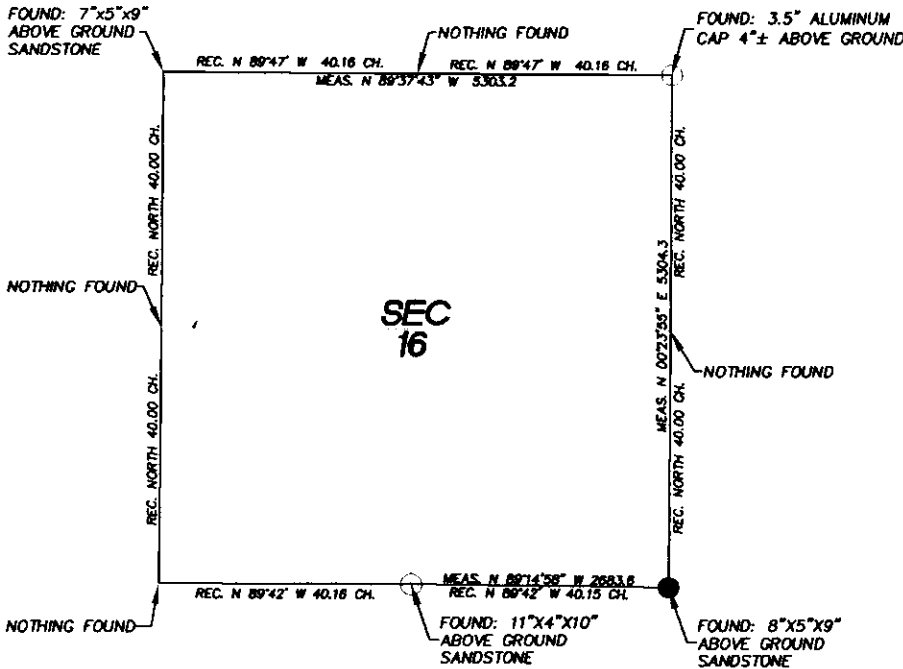 FOUND: 7"x5"x9"
ABOVE GROUND
SANDSTONE
NOTHING FOUND
FOUND: 3.5" ALUMINUM
CAP 4"± ABOVE GROUND
REC. N 89°47' W 40.16 CH.
REC. N 89°47' W 40.16 CH.
MEAS. N 89°37'43" W 5303.2
REC. NORTH 40.00 CH.
REC. NORTH 40.00 CH.
NOTHING FOUND
SEC
16
MEAS. N 00°23'55" E 5304.3
NOTHING FOUND
REC. NORTH 40.00 CH.
REC. NORTH 40.00 CH.
MEAS. N 89°14'58" W 2683.6
REC. N 89°42' W 40.16 CH.
REC. N 89°42' W 40.15 CH.
NOTHING FOUND
FOUND: 11"X4"X10"
ABOVE GROUND
SANDSTONE
FOUND: 8"X5"X9"
ABOVE GROUND
SANDSTONE